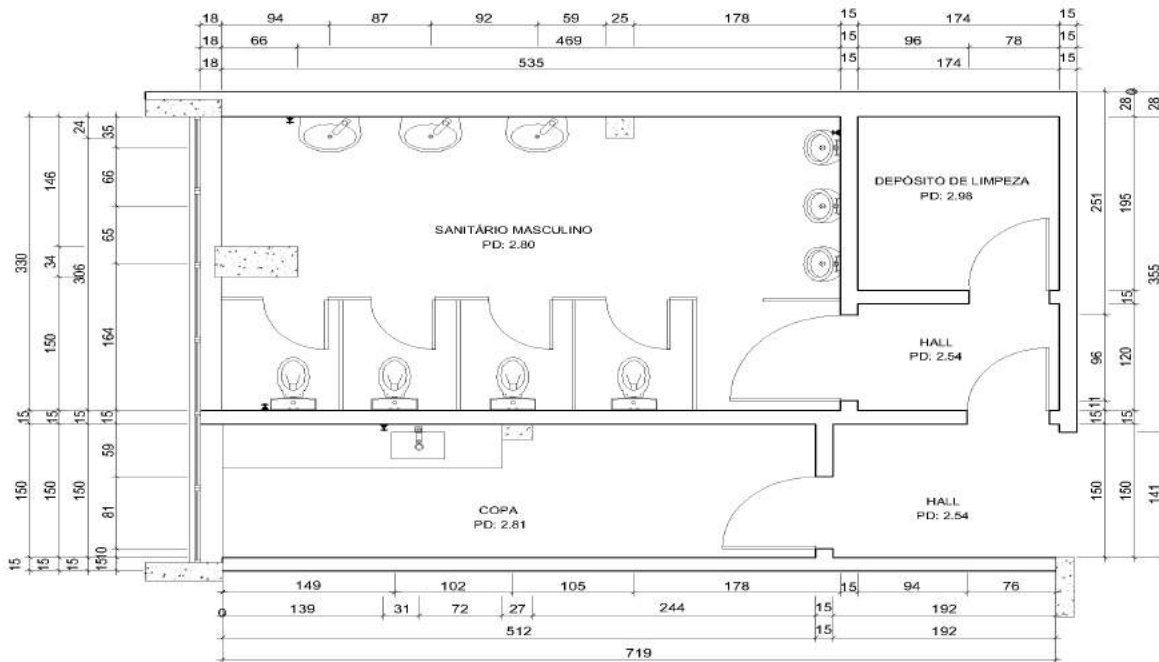 18 94 87 92 59 25 178 15 174 15
18 66 469 15 96 78 15
18 535 15 174 15
28 28
35
24
66
146
65
34
306
330
164
150
15 15 15 15
59
150 150 150
81
10
15 15 15 15
251 195 355
15
96 120
11
15 15
150 150 141
DEPÓSITO DE LIMPEZA
PD: 2.98
SANITÁRIO MASCULINO
PD: 2.80
HALL
PD: 2.54
COPA
PD: 2.81
HALL
PD: 2.54
149 102 105 178 15 94 76
139 31 72 27 244 15 192
512 15 192
719